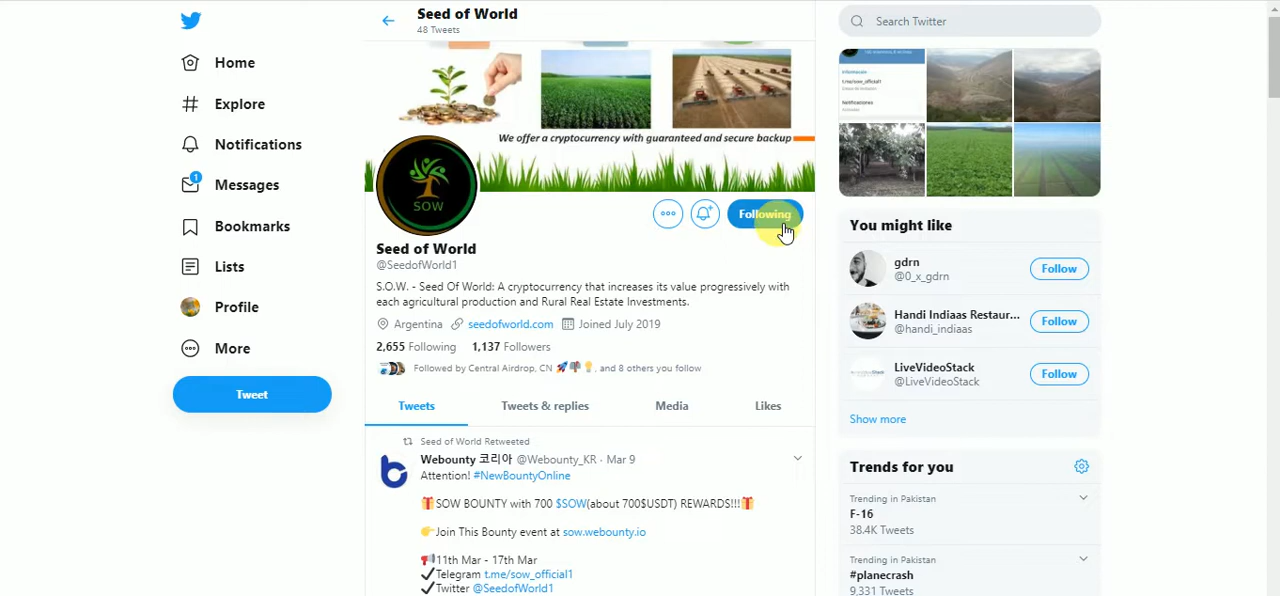 Seed of World
48 Tweets
Search Twitter
Home
Explore
Notifications
1
Messages
Bookmarks
Lists
Profile
More
Tweet
We offer a cryptocurrency with guaranteed and secure backup
SOW
Following
Seed of World
@SeedofWorld1
S.O.W. - Seed Of World: A cryptocurrency that increases its value progressively with
each agricultural production and Rural Real Estate Investments.
Argentina seedofworld.com Joined July 2019
2,655 Following 1,137 Followers
Followed by Central Airdrop, CN 🚀📬💡, and 8 others you follow
Tweets Tweets & replies Media Likes
Seed of World Retweeted
Webounty 코리아 @Webounty_KR · Mar 9
Attention! #NewBountyOnline
🎁SOW BOUNTY with 700 $SOW(about 700$USDT) REWARDS!!!🎁
👉Join This Bounty event at sow.webounty.io
📢11th Mar - 17th Mar
✔Telegram t.me/sow_official1
✔Twitter @SeedofWorld1
Información
t.me/sow_official1
Notificaciones
You might like
gdrn
@0_x_gdrn
Follow
Handi Indiaas Restaur...
@handi_indiaas
Follow
LiveVideoStack
@LiveVideoStack
Follow
Show more
Trends for you
Trending in Pakistan
F-16
38.4K Tweets
Trending in Pakistan
#planecrash
9,331 Tweets